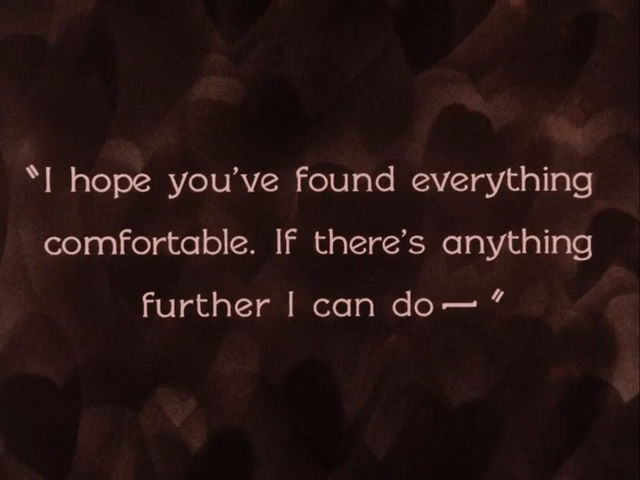 "I hope you've found everything
comfortable. If there's anything
further I can do— "